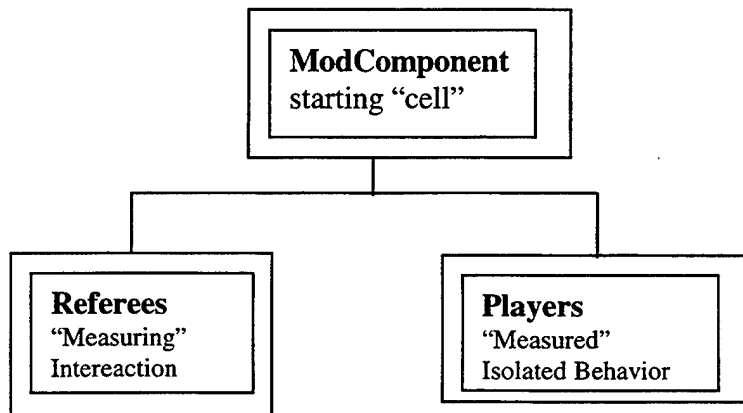 ModComponent
starting “cell”
Referees
“Measuring”
Intereaction
Players
“Measured”
Isolated Behavior